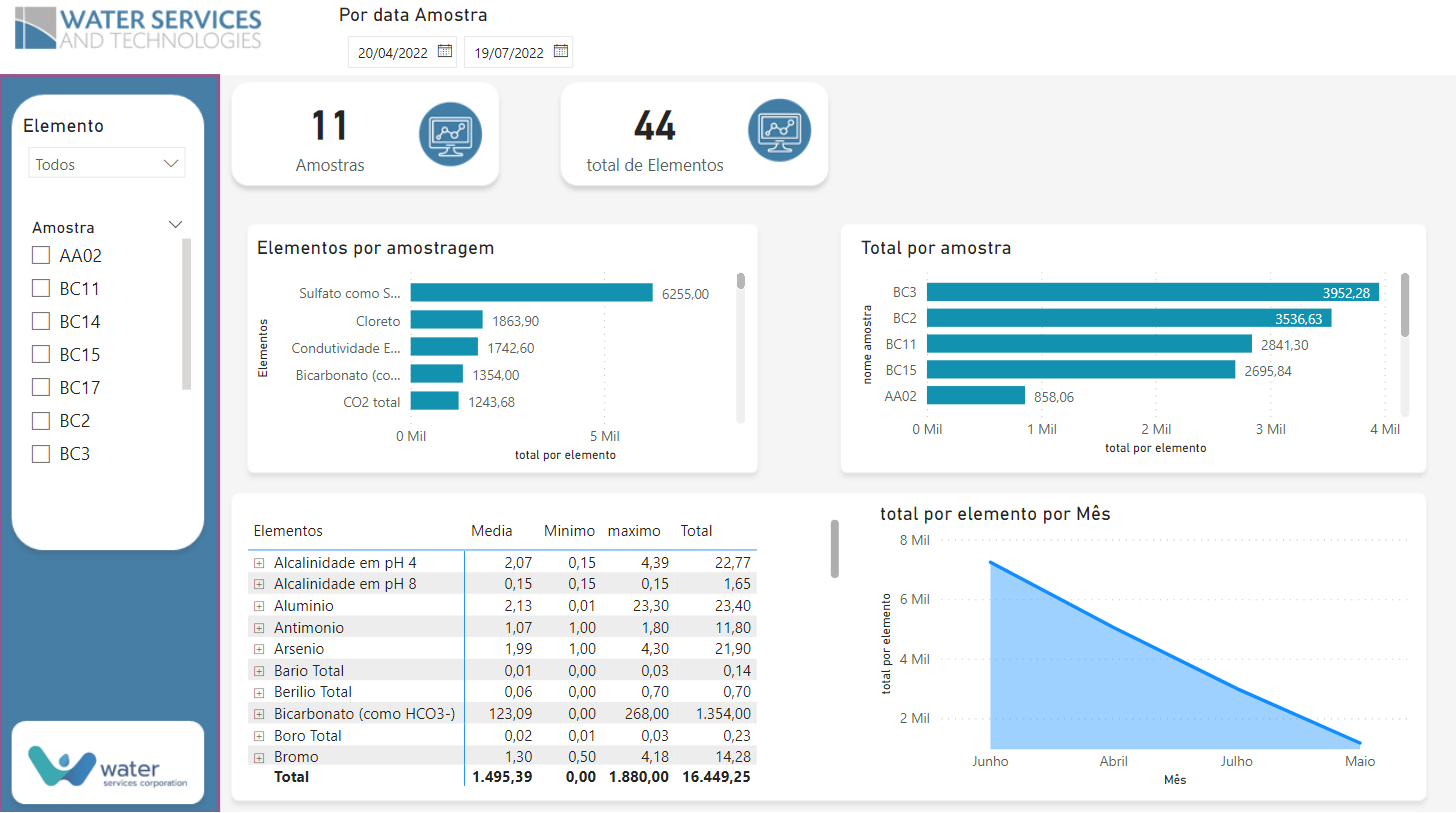 WATER SERVICES
AND TECHNOLOGIES
Por data Amostra
20/04/2022
19/07/2022
Elemento
Todos
Amostra
AA02
BC11
BC14
BC15
BC17
BC2
BC3
water
services corporation
11
Amostras
44
total de Elementos
Elementos por amostragem
Elementos
Sulfato como S... 6255,00
Cloreto 1863,90
Condutividade E... 1742,60
Bicarbonato (co... 1354,00
CO2 total 1243,68
0 Mil 5 Mil
total por elemento
Total por amostra
nome amostra
BC3 3952,28
BC2 3536,63
BC11 2841,30
BC15 2695,84
AA02 858,06
0 Mil 1 Mil 2 Mil 3 Mil 4 Mil
total por elemento
Elementos Media Minimo maximo Total
Alcalinidade em pH 4 2,07 0,15 4,39 22,77
Alcalinidade em pH 8 0,15 0,15 0,15 1,65
Aluminio 2,13 0,01 23,30 23,40
Antimonio 1,07 1,00 1,80 11,80
Arsenio 1,99 1,00 4,30 21,90
Bario Total 0,01 0,00 0,03 0,14
Berilio Total 0,06 0,00 0,70 0,70
Bicarbonato (como HCO3-) 123,09 0,00 268,00 1.354,00
Boro Total 0,02 0,01 0,03 0,23
Bromo 1,30 0,50 4,18 14,28
Total 1.495,39 0,00 1.880,00 16.449,25
total por elemento por Mês
total por elemento
8 Mil
6 Mil
4 Mil
2 Mil
Junho Abril Julho Maio
Mês